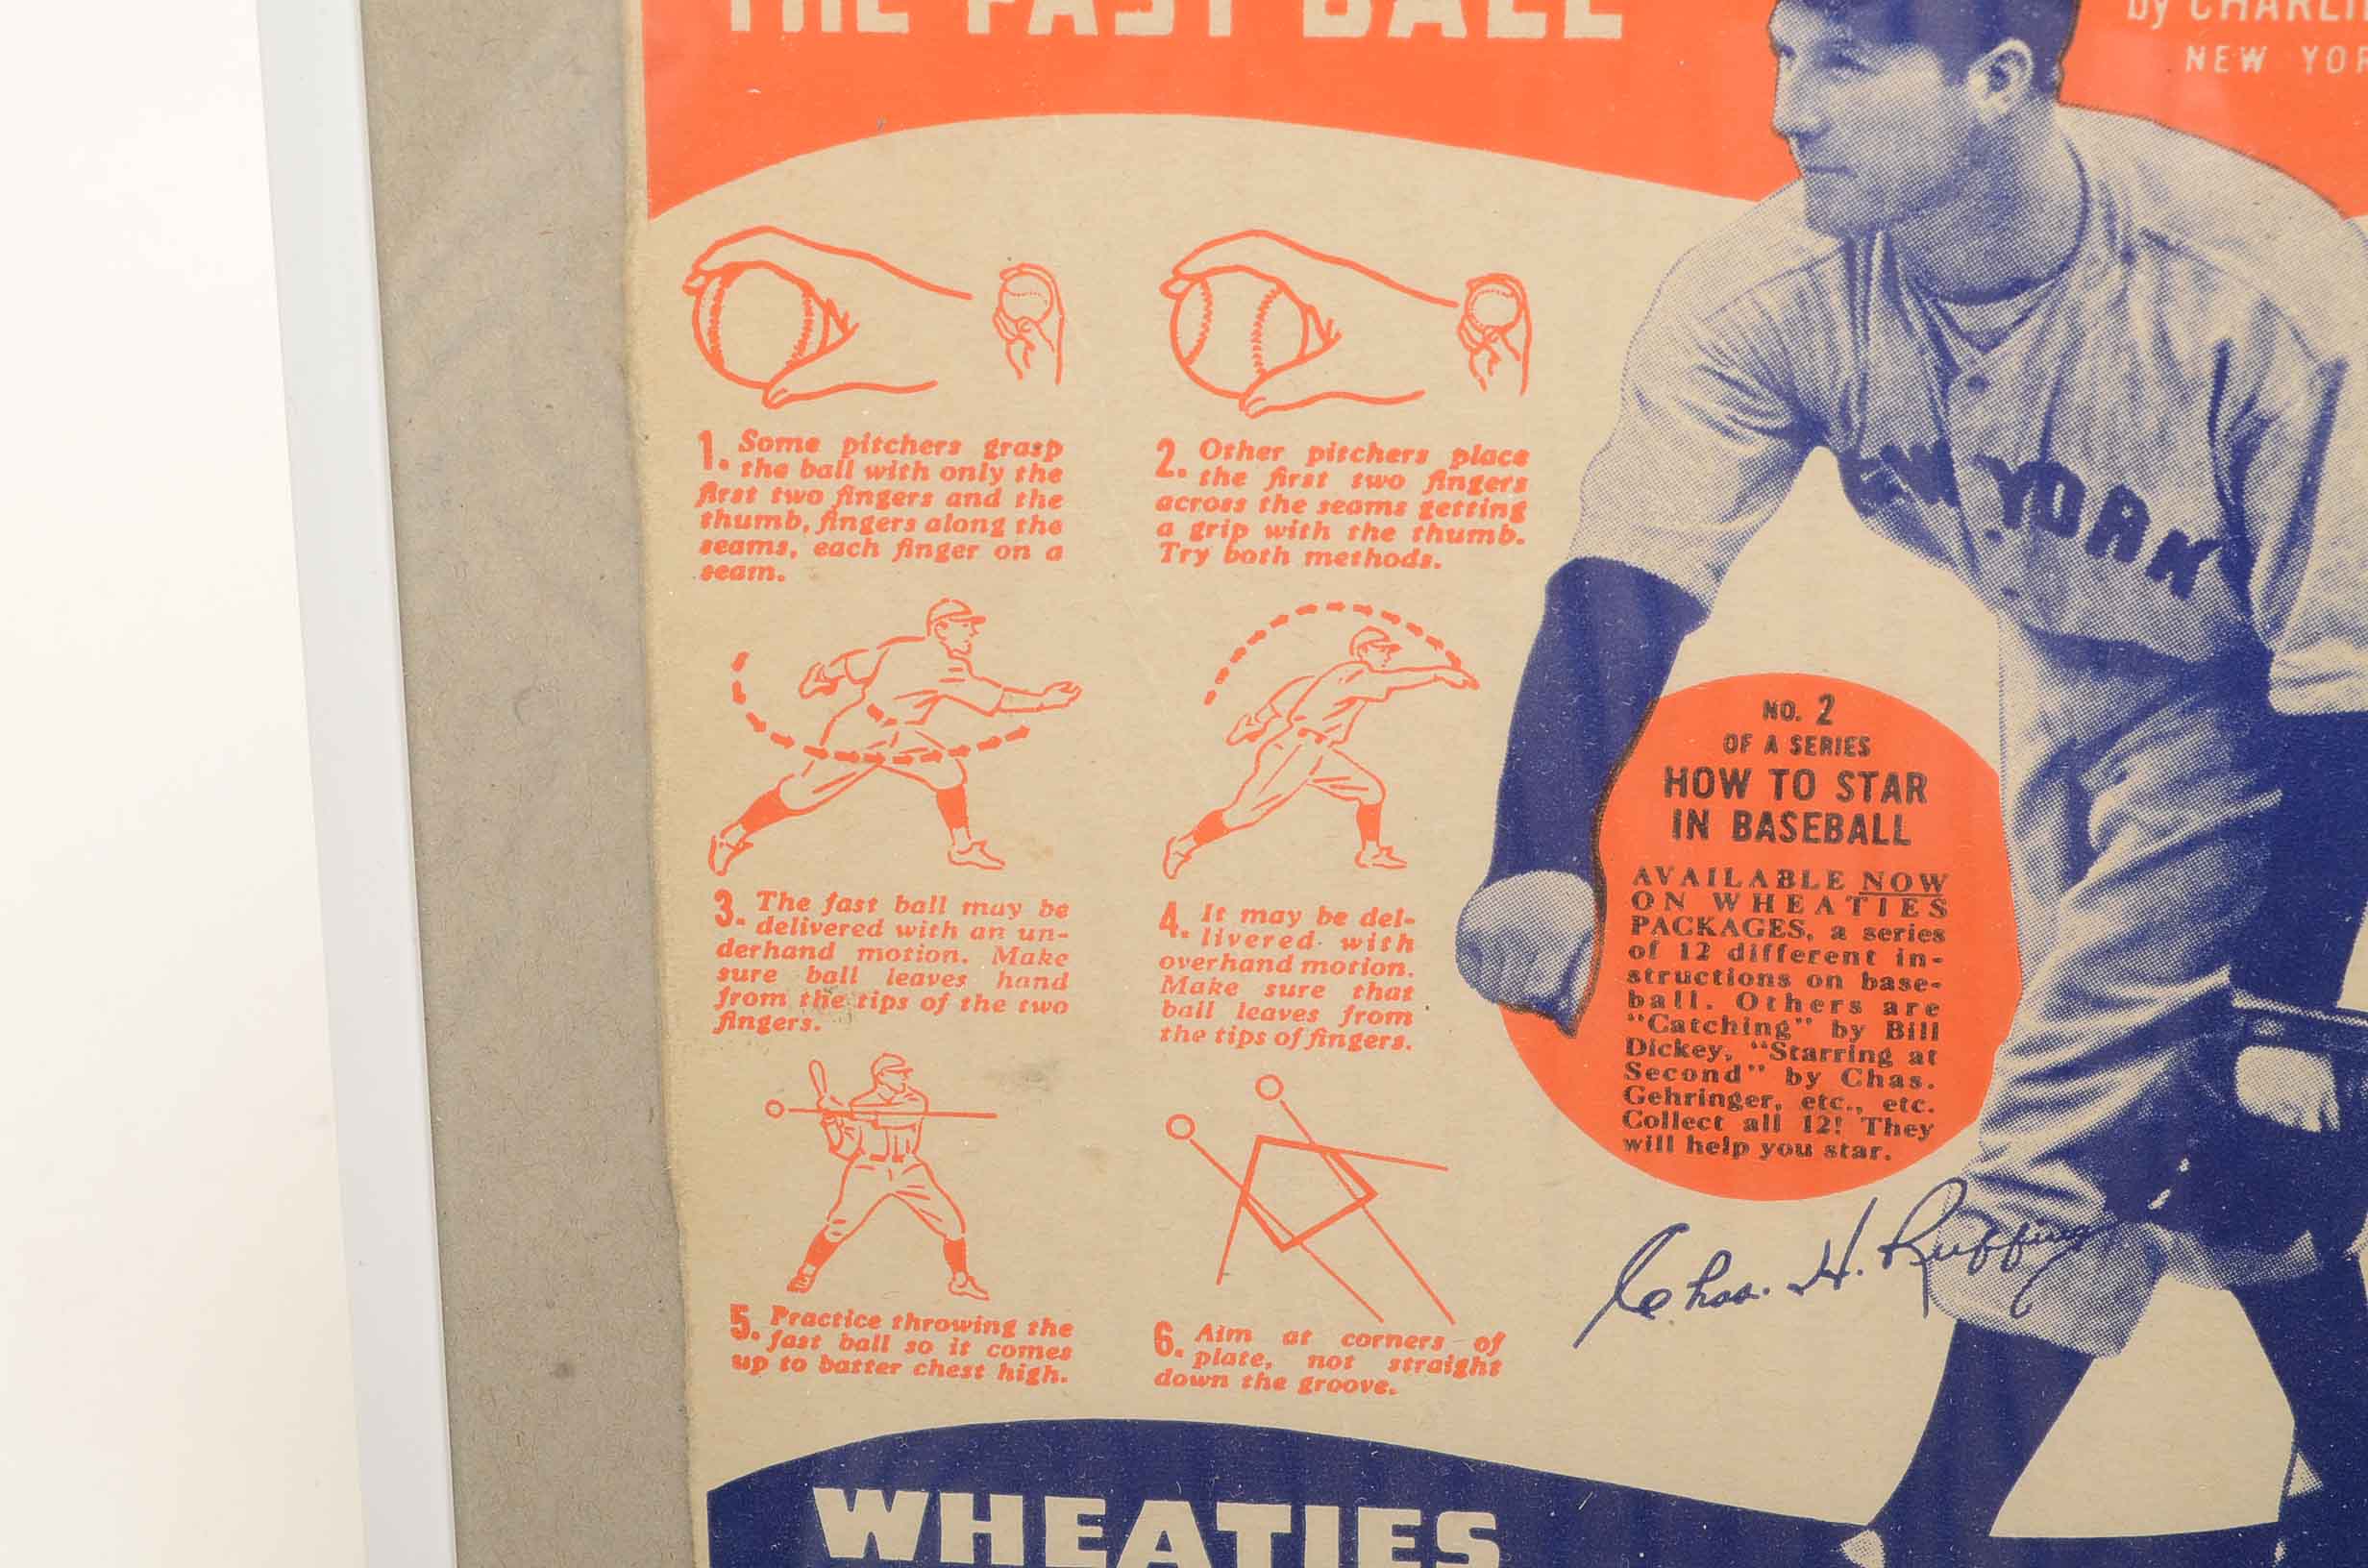 THE FAST BALL
by CHARLI
NEW YOR
NEW YORK
1. Some pitchers grasp
the ball with only the
first two fingers and the
thumb, fingers along the
seams, each finger on a
seam.
2. Other pitchers place
the first two fingers
across the seams getting
a grip with the thumb.
Try both methods.
3. The fast ball may be
delivered with an un-
derhand motion. Make
sure ball leaves hand
from the tips of the two
fingers.
4. It may be del-
livered with
overhand motion.
Make sure that
ball leaves from
the tips of fingers.
5. Practice throwing the
fast ball so it comes
up to batter chest high.
6. Aim at corners of
plate, not straight
down the groove.
NO. 2
OF A SERIES
HOW TO STAR
IN BASEBALL
AVAILABLE NOW
ON WHEATIES
PACKAGES, a series
of 12 different in-
structions on base-
ball. Others are
"Catching" by Bill
Dickey, "Starring at
Second" by Chas.
Gehringer, etc., etc.
Collect all 12! They
will help you star.
Chas. H. Ruffing
WHEATIES